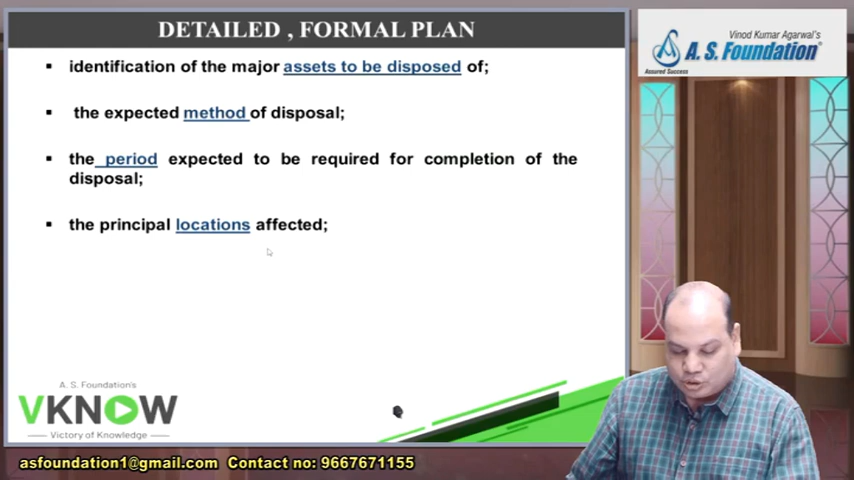 DETAILED , FORMAL PLAN
Vinod Kumar Agarwal's
A. S. Foundation®
Assured Success
▪ identification of the major assets to be disposed of;
▪ the expected method of disposal;
▪ the period expected to be required for completion of the
disposal;
▪ the principal locations affected;
A. S. Foundation's
VKNOW
Victory of Knowledge
asfoundation1@gmail.com Contact no: 9667671155